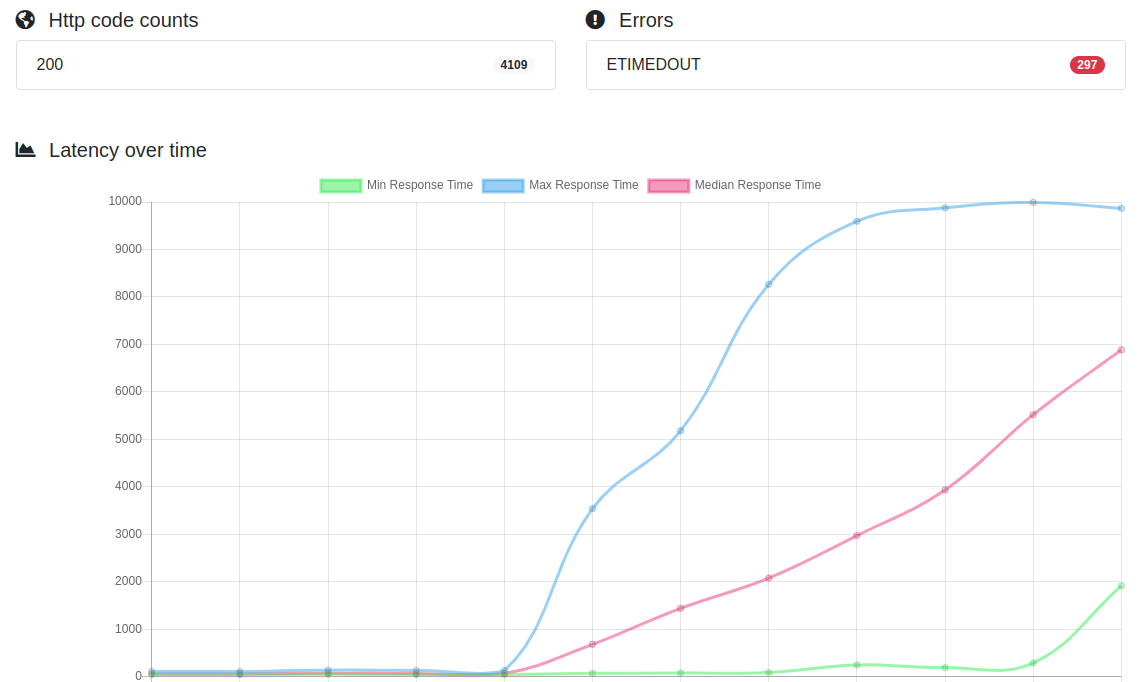 Http code counts
200 4109
Errors
ETIMEDOUT 297
Latency over time
Min Response Time Max Response Time Median Response Time
10000
9000
8000
7000
6000
5000
4000
3000
2000
1000
0